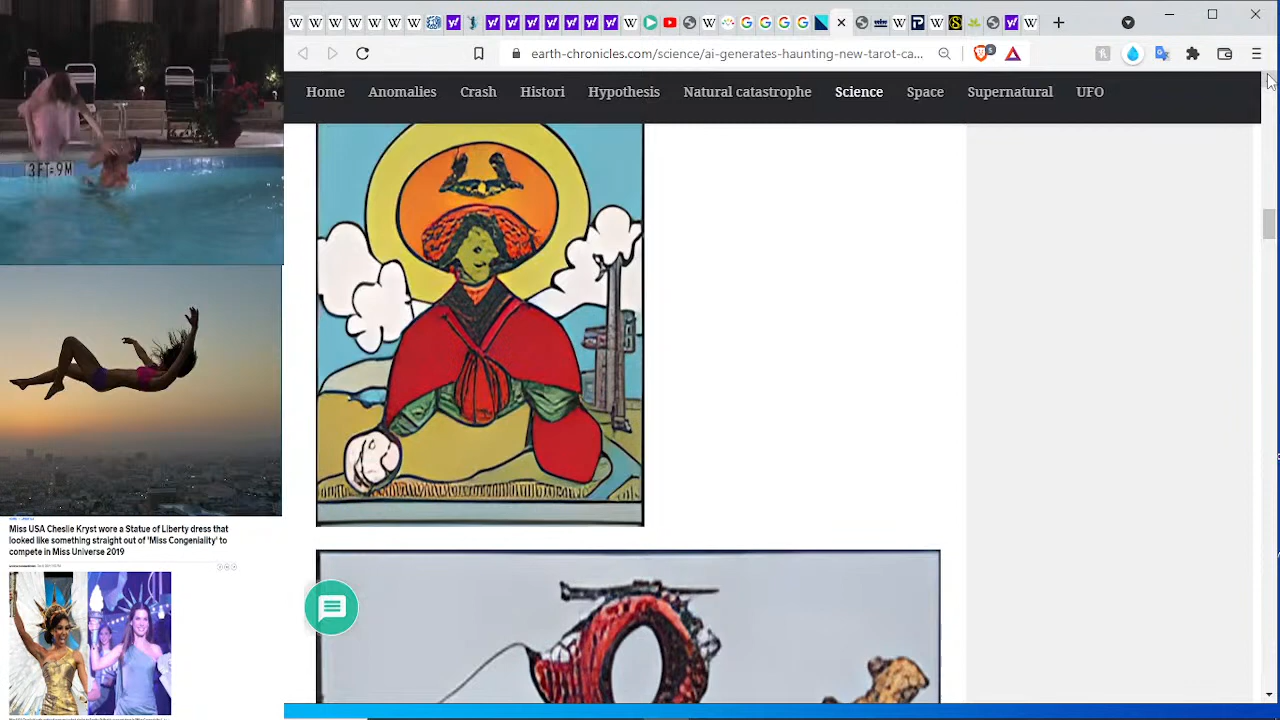 3FT=9M
Miss USA Cheslie Kryst wore a Statue of Liberty dress that
looked like something straight out of 'Miss Congeniality' to
compete in Miss Universe 2019
earth-chronicles.com/science/ai-generates-haunting-new-tarot-ca...
Home Anomalies Crash Histori Hypothesis Natural catastrophe Science Space Supernatural UFO